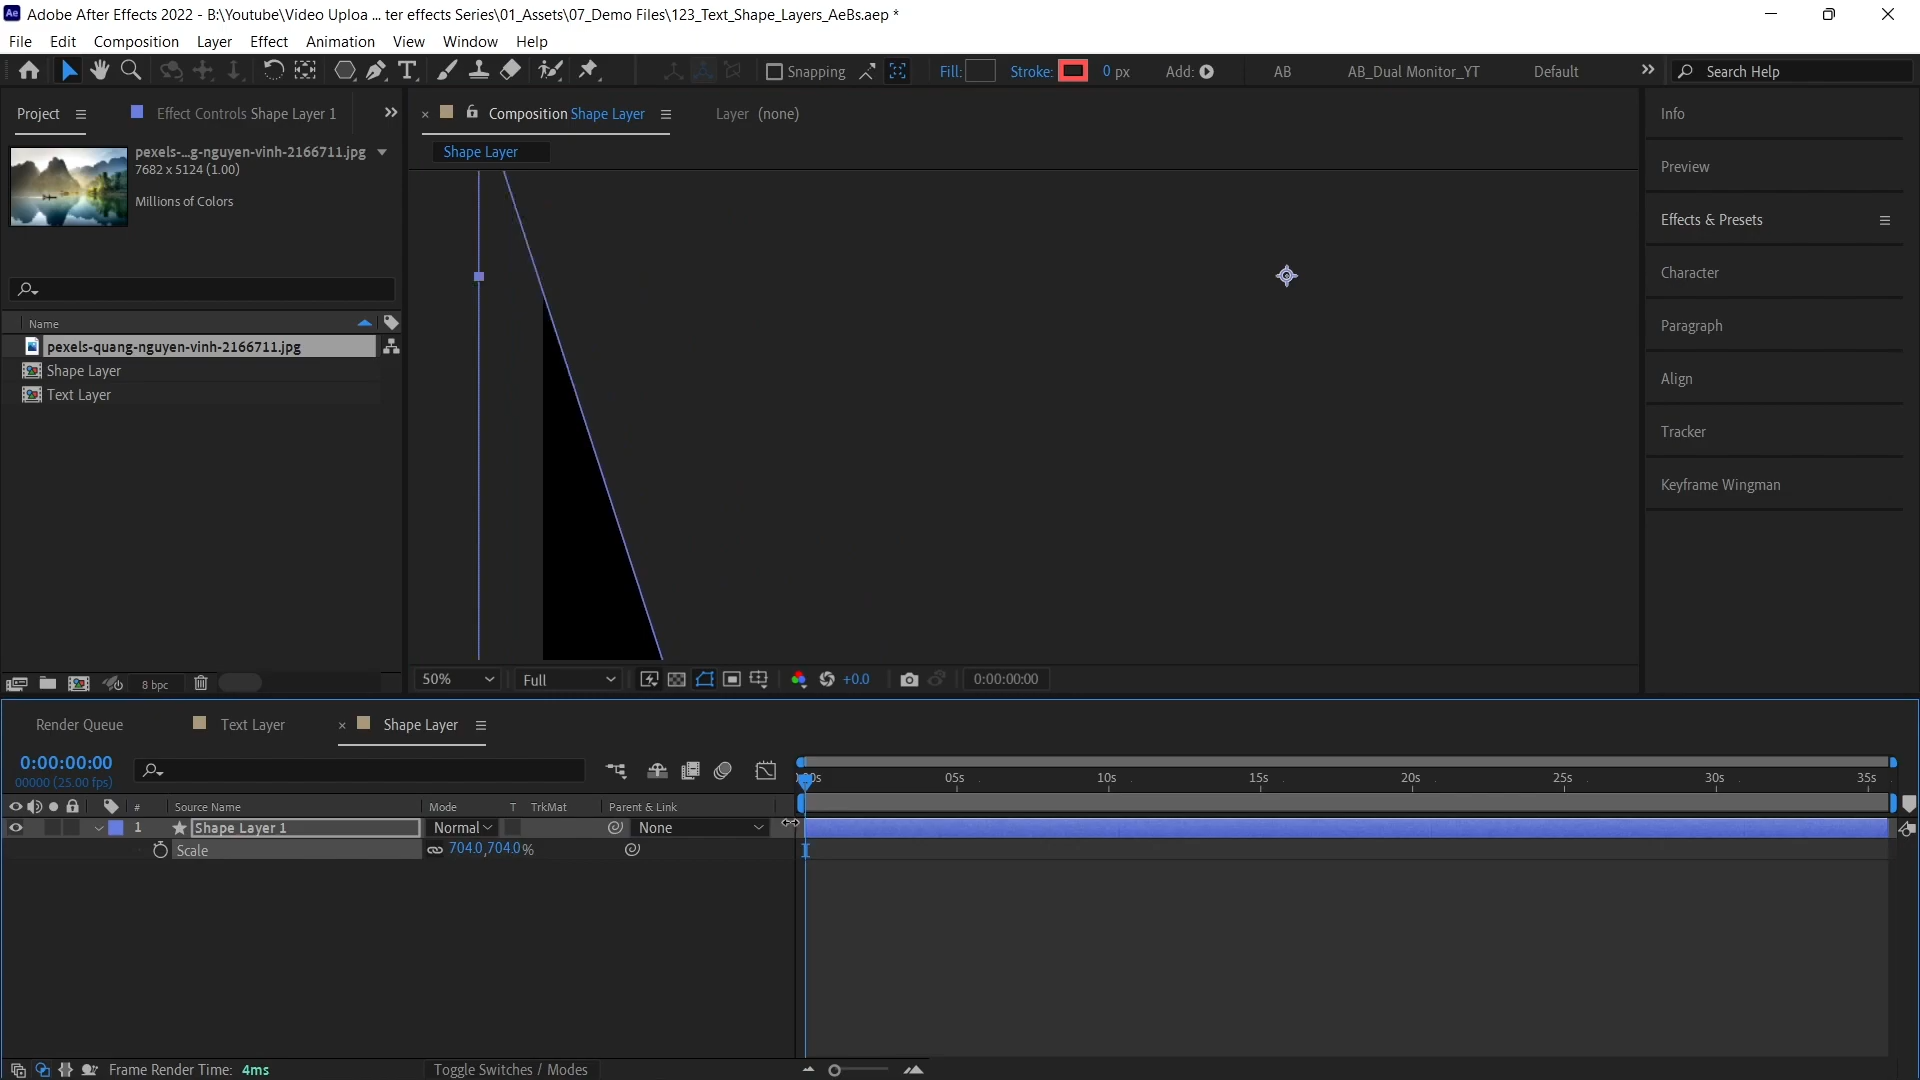 Adobe After Effects 2022 - B:\Youtube\Video Uploa ... ter effects Series\01_Assets\07_Demo Files\123_Text_Shape_Layers_AeBs.aep *
File Edit Composition Layer Effect Animation View Window Help
Snapping Fill: Stroke: 0 px Add: AB AB_Dual Monitor_YT Default Search Help
Project Effect Controls Shape Layer 1 Composition Shape Layer Layer (none) Info
pexels-...g-nguyen-vinh-2166711.jpg
7682 x 5124 (1.00)
Millions of Colors
Shape Layer
Preview
Effects & Presets
Character
Paragraph
Align
Tracker
Keyframe Wingman
Name
pexels-quang-nguyen-vinh-2166711.jpg
Shape Layer
Text Layer
8 bpc
50% Full +0.0 0:00:00:00
Render Queue Text Layer Shape Layer
0:00:00:00
00000 (25.00 fps)
05s 10s 15s 20s 25s 30s 35s
# Source Name Mode T TrkMat Parent & Link
1 Shape Layer 1 Normal None
Scale 704.0,704.0%
Frame Render Time: 4ms Toggle Switches / Modes